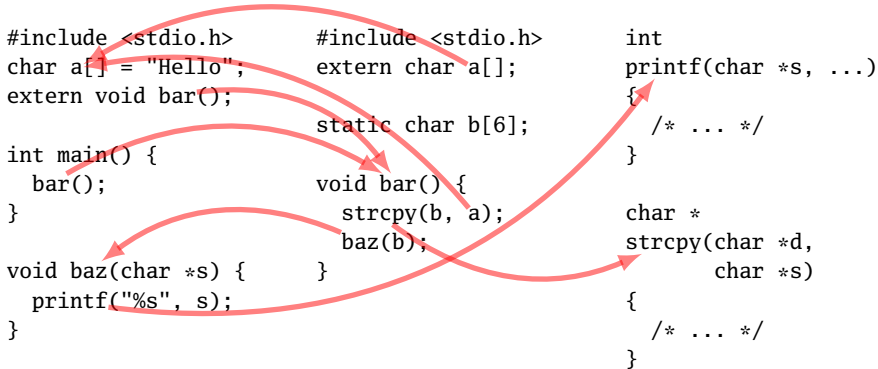 #include <stdio.h>
char a[] = "Hello";
extern void bar();
int main() {
  bar();
}
void baz(char *s) {
  printf("%s", s);
}
#include <stdio.h>
extern char a[];
static char b[6];
void bar() {
  strcpy(b, a);
  baz(b);
}
int
printf(char *s, ...)
{
  /* ... */
}
char *
strcpy(char *d,
       char *s)
{
  /* ... */
}